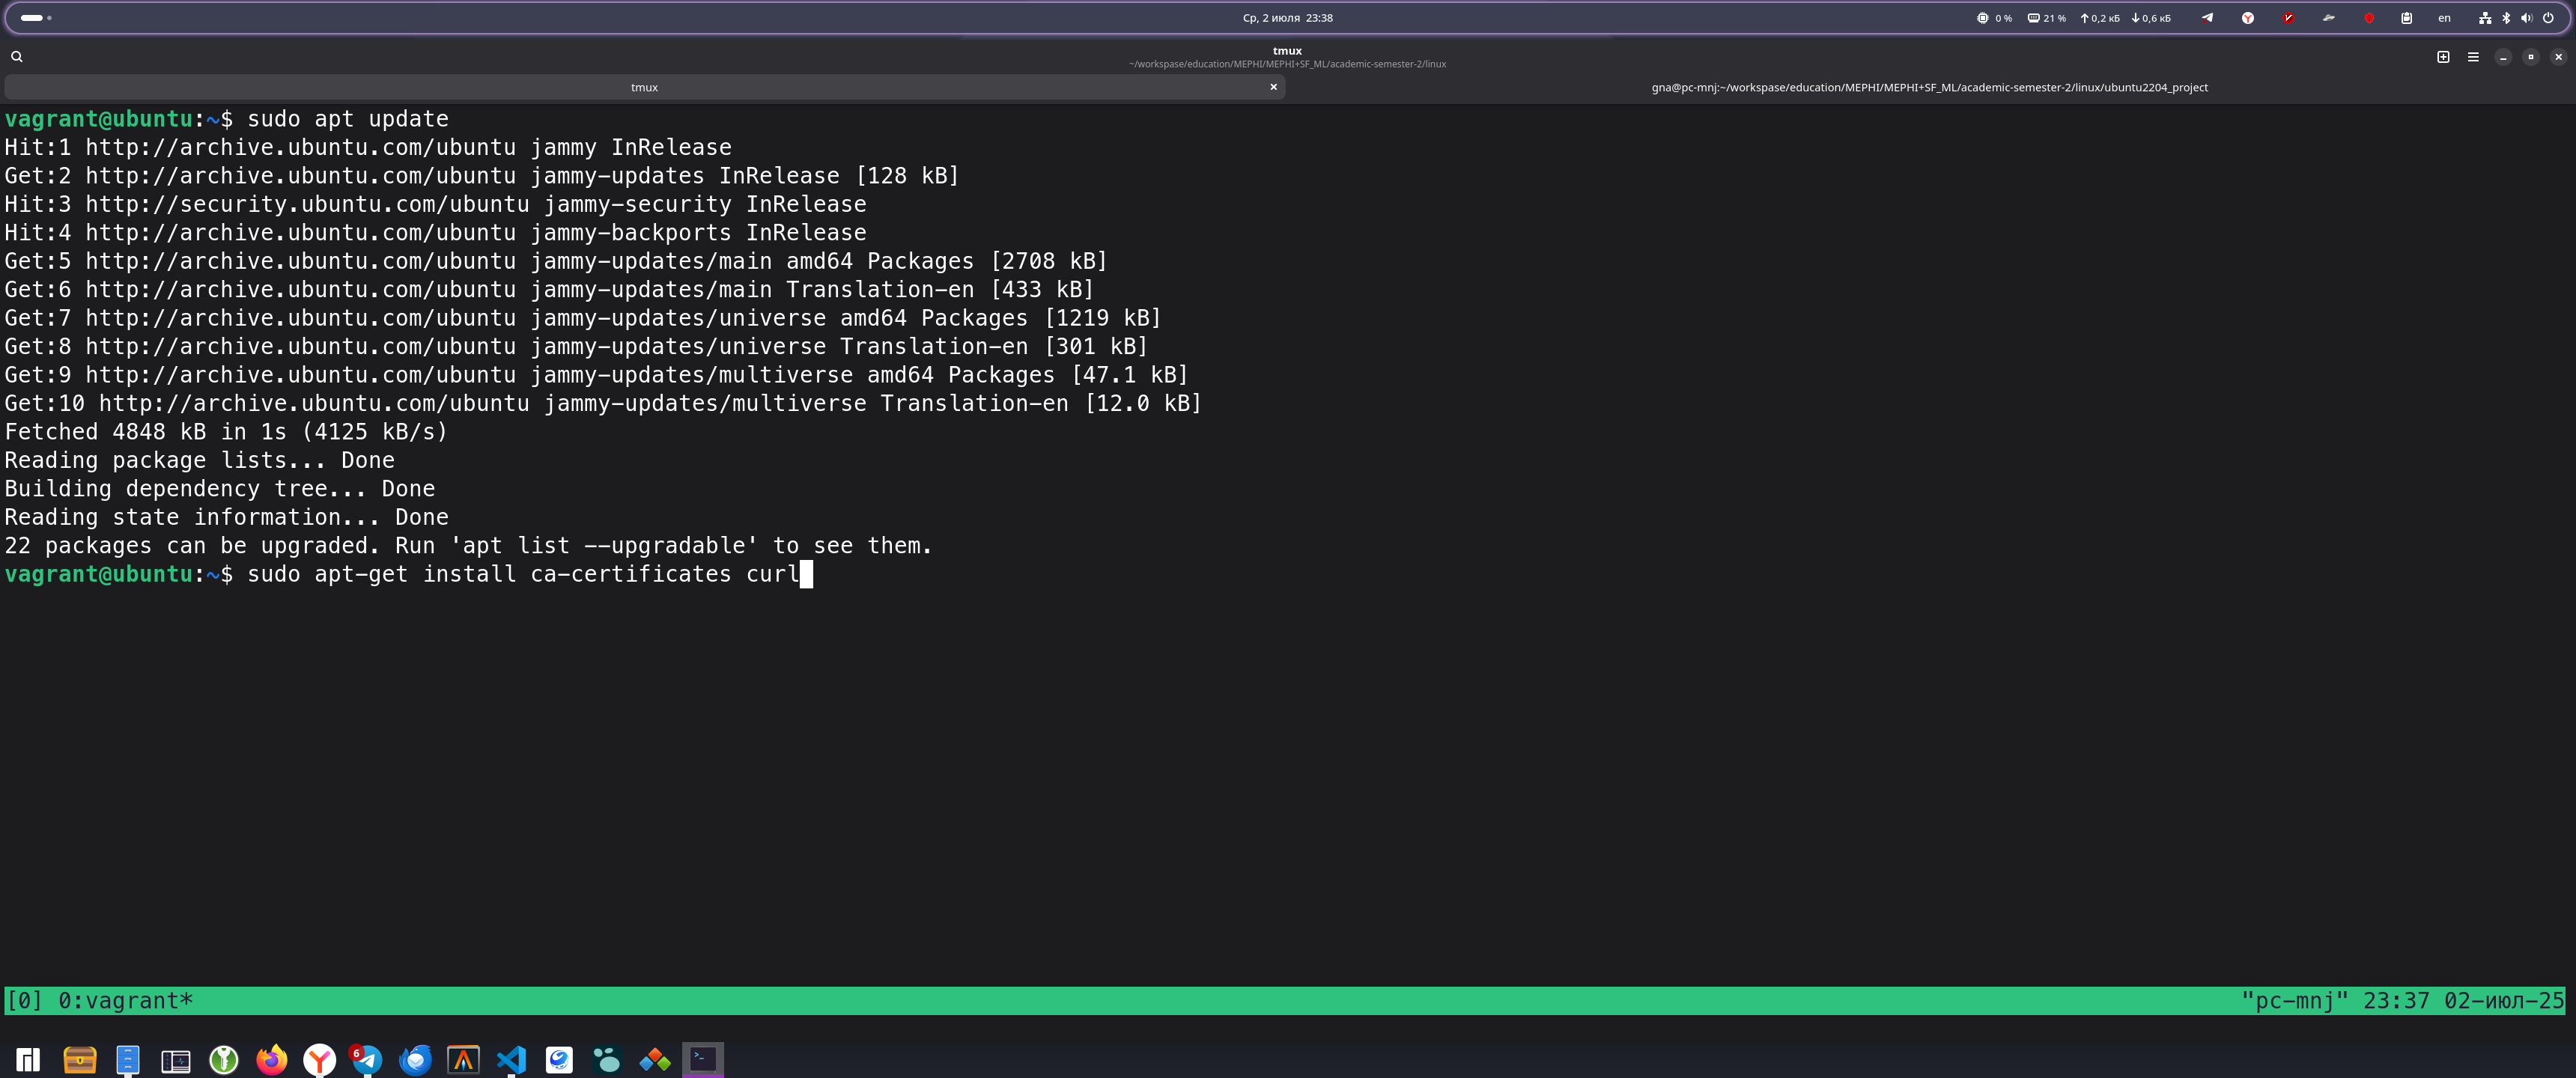 Ср, 2 июля 23:38
0 % 21 % 0,2 кБ 0,6 кБ en
tmux
~/workspase/education/MEPHI/MEPHI+SF_ML/academic-semester-2/linux
tmux
gna@pc-mnj:~/workspase/education/MEPHI/MEPHI+SF_ML/academic-semester-2/linux/ubuntu2204_project
vagrant@ubuntu:~$ sudo apt update
Hit:1 http://archive.ubuntu.com/ubuntu jammy InRelease
Get:2 http://archive.ubuntu.com/ubuntu jammy-updates InRelease [128 kB]
Hit:3 http://security.ubuntu.com/ubuntu jammy-security InRelease
Hit:4 http://archive.ubuntu.com/ubuntu jammy-backports InRelease
Get:5 http://archive.ubuntu.com/ubuntu jammy-updates/main amd64 Packages [2708 kB]
Get:6 http://archive.ubuntu.com/ubuntu jammy-updates/main Translation-en [433 kB]
Get:7 http://archive.ubuntu.com/ubuntu jammy-updates/universe amd64 Packages [1219 kB]
Get:8 http://archive.ubuntu.com/ubuntu jammy-updates/universe Translation-en [301 kB]
Get:9 http://archive.ubuntu.com/ubuntu jammy-updates/multiverse amd64 Packages [47.1 kB]
Get:10 http://archive.ubuntu.com/ubuntu jammy-updates/multiverse Translation-en [12.0 kB]
Fetched 4848 kB in 1s (4125 kB/s)
Reading package lists... Done
Building dependency tree... Done
Reading state information... Done
22 packages can be upgraded. Run 'apt list --upgradable' to see them.
vagrant@ubuntu:~$ sudo apt-get install ca-certificates curl
[0] 0:vagrant* "pc-mnj" 23:37 02-июл-25
6